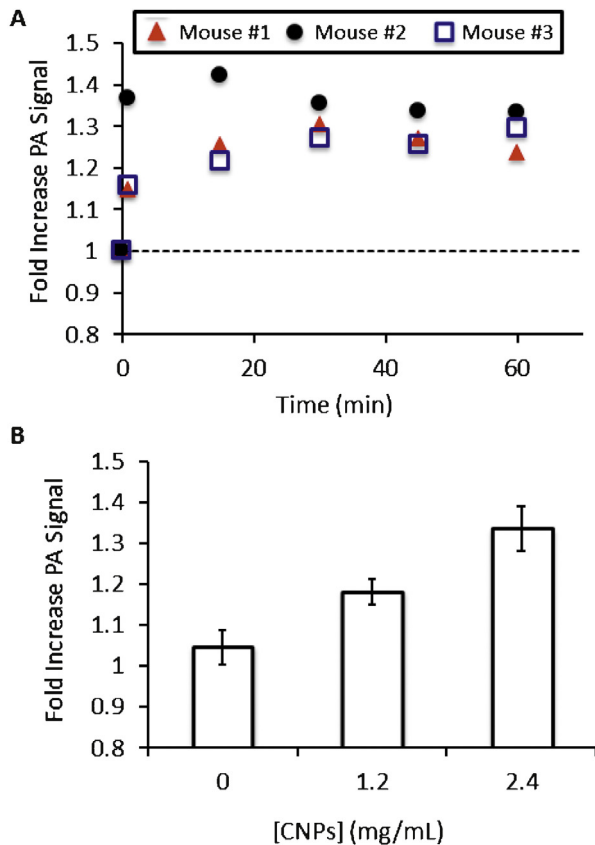 A
Mouse #1 Mouse #2 Mouse #3
Fold Increase PA Signal
1.5
1.4
1.3
1.2
1.1
1
0.9
0.8
0 20 40 60
Time (min)
B
Fold Increase PA Signal
1.5
1.4
1.3
1.2
1.1
1
0.9
0.8
0 1.2 2.4
[CNPs] (mg/mL)